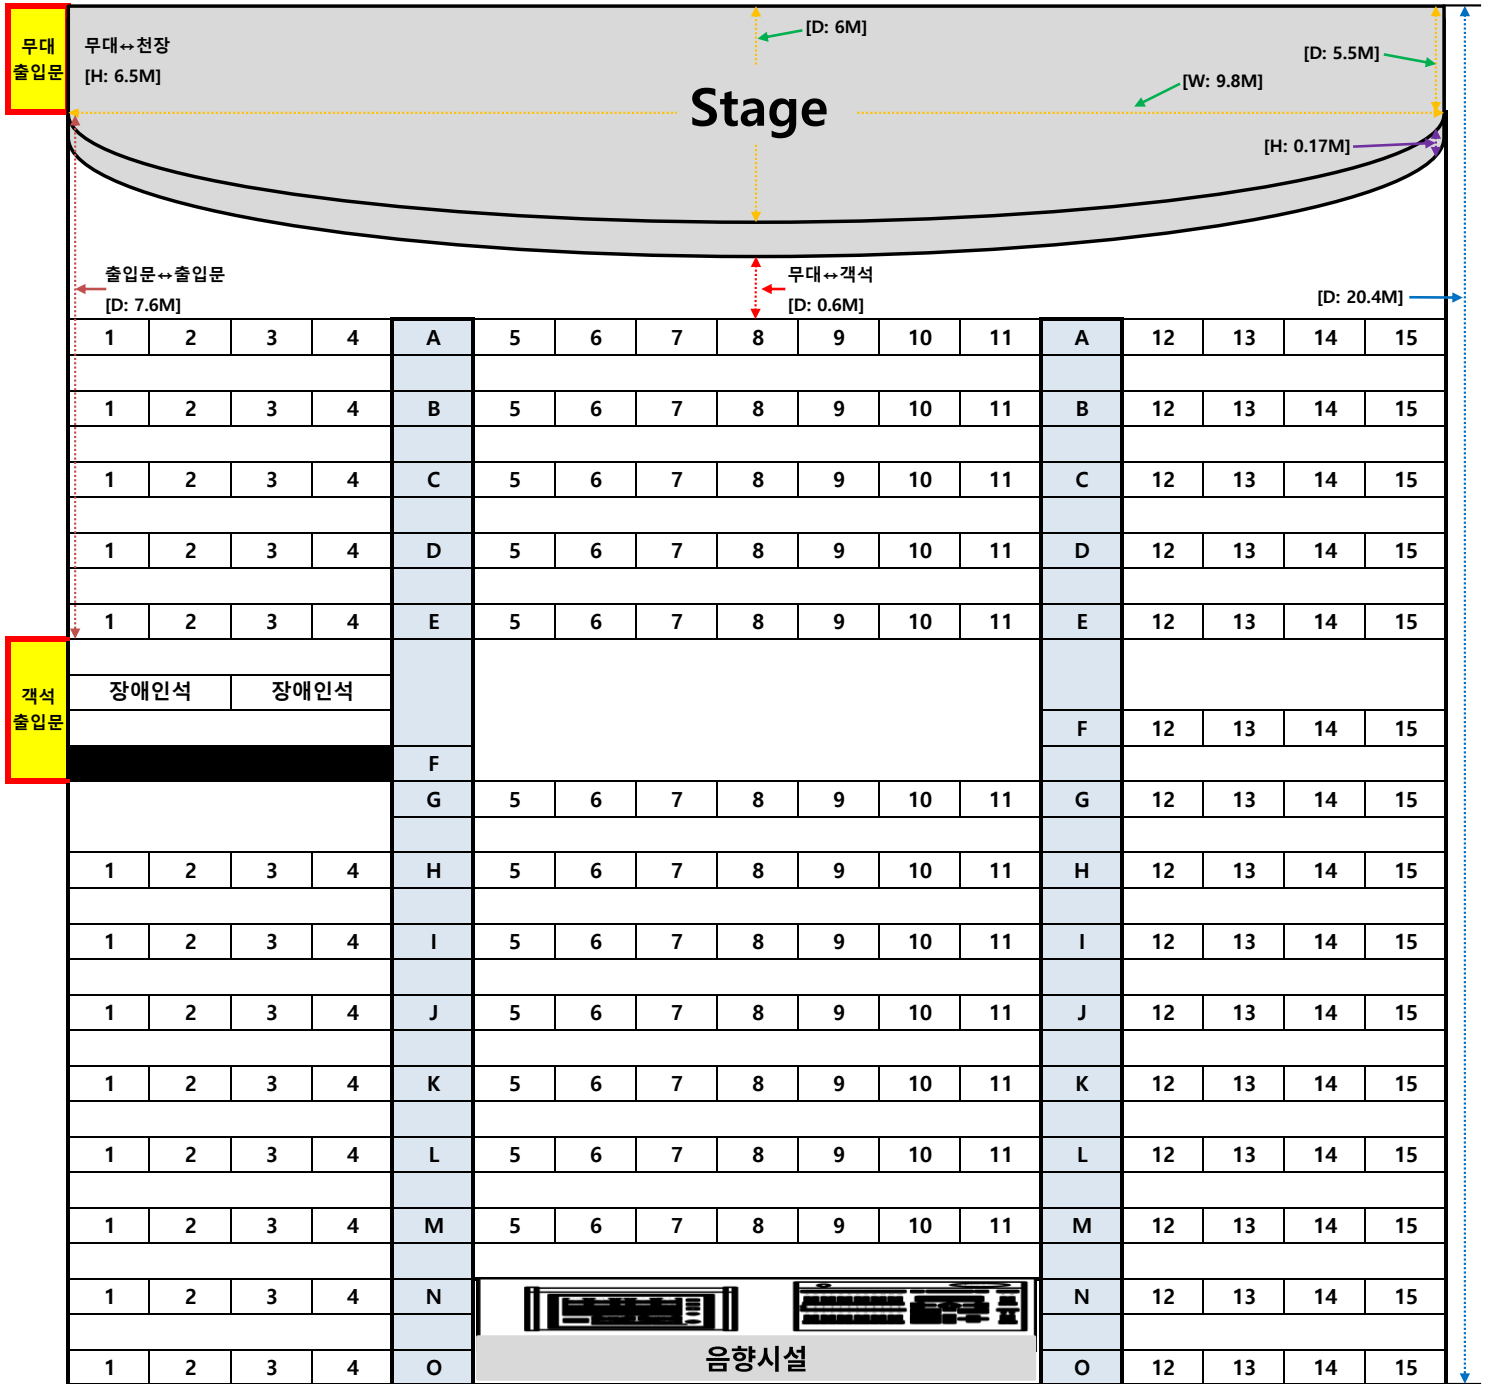 무대
출입문
무대↔천장
[H: 6.5M]
[D: 6M]
[D: 5.5M]
[W: 9.8M]
Stage
[H: 0.17M]
출입문↔출입문
[D: 7.6M]
무대↔객석
[D: 0.6M]
[D: 20.4M]
1 2 3 4 A 5 6 7 8 9 10 11 A 12 13 14 15
1 2 3 4 B 5 6 7 8 9 10 11 B 12 13 14 15
1 2 3 4 C 5 6 7 8 9 10 11 C 12 13 14 15
1 2 3 4 D 5 6 7 8 9 10 11 D 12 13 14 15
1 2 3 4 E 5 6 7 8 9 10 11 E 12 13 14 15
객석
출입문
장애인석 장애인석
F 12 13 14 15
F
G 5 6 7 8 9 10 11 G 12 13 14 15
1 2 3 4 H 5 6 7 8 9 10 11 H 12 13 14 15
1 2 3 4 I 5 6 7 8 9 10 11 I 12 13 14 15
1 2 3 4 J 5 6 7 8 9 10 11 J 12 13 14 15
1 2 3 4 K 5 6 7 8 9 10 11 K 12 13 14 15
1 2 3 4 L 5 6 7 8 9 10 11 L 12 13 14 15
1 2 3 4 M 5 6 7 8 9 10 11 M 12 13 14 15
1 2 3 4 N N 12 13 14 15
음향시설
1 2 3 4 O O 12 13 14 15